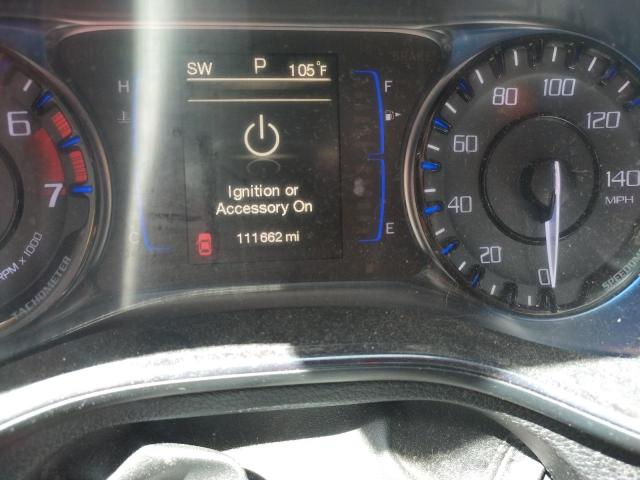 SW P 105°F
BRAKE
H
F
C
E
Ignition or
Accessory On
111662 mi
6
7
RPM x 1000
TACHOMETER
0
20
40
60
80
100
120
140
MPH